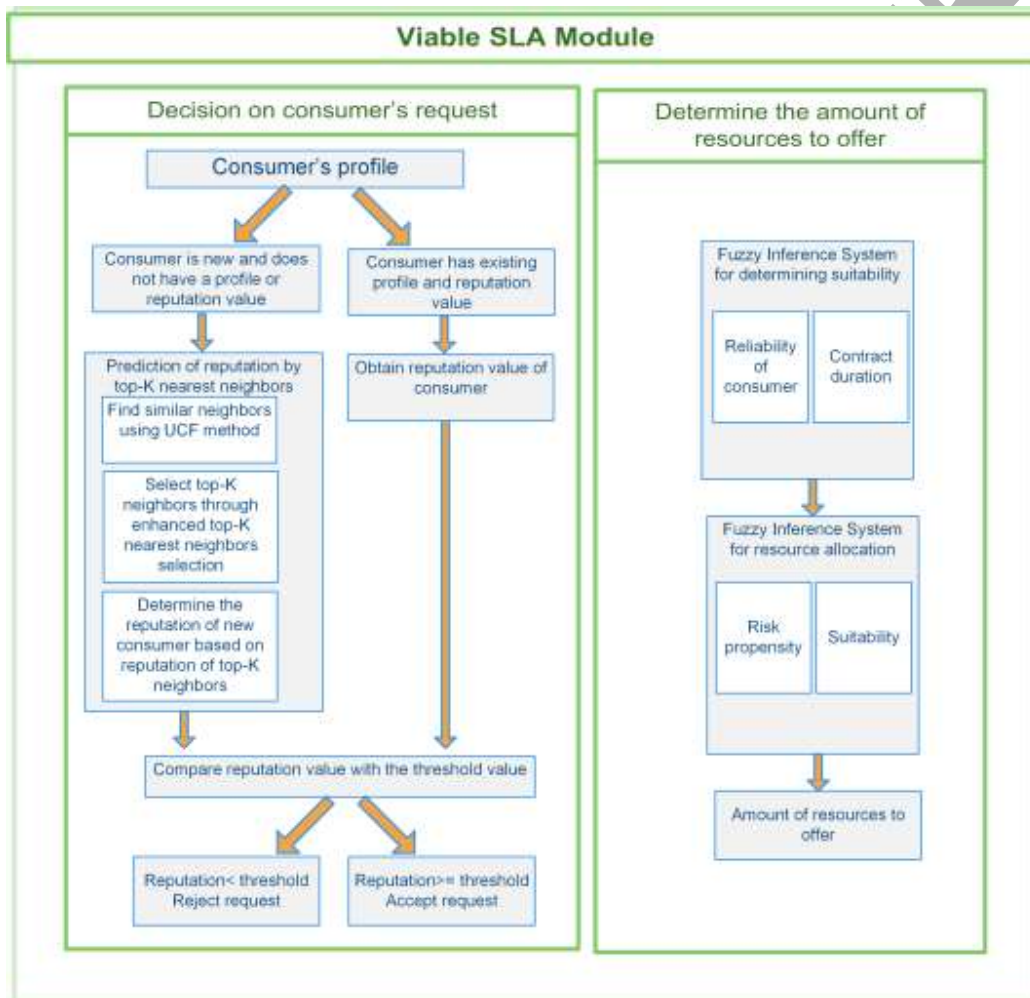 Viable SLA Module
Decision on consumer's request
Consumer's profile
Consumer is new and does
not have a profile or
reputation value
Consumer has existing
profile and reputation
value
Prediction of reputation by
top-K nearest neighbors
Find similar neighbors
using UCF method
Select top-K
neighbors through
enhanced top-K
nearest neighbors
selection
Determine the
reputation of new
consumer based on
reputation of top-K
neighbors
Obtain reputation value of
consumer
Compare reputation value with the threshold value
Reputation< threshold
Reject request
Reputation>= threshold
Accept request
Determine the amount of
resources to offer
Fuzzy Inference System
for determining suitability
Reliability
of
consumer
Contract
duration
Fuzzy Inference System
for resource allocation
Risk
propensity
Suitability
Amount of resources to
offer